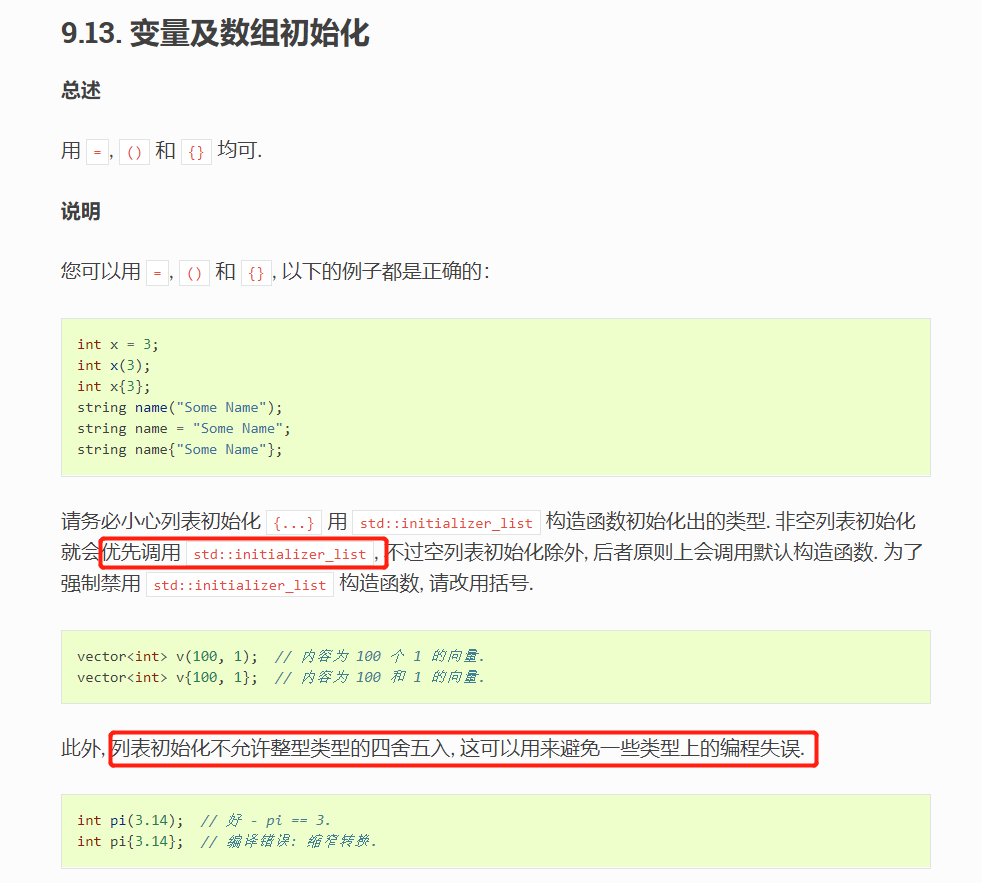 9.13. 变量及数组初始化
总述
用 =, () 和 {} 均可.
说明
您可以用 =, () 和 {}, 以下的例子都是正确的:
int x = 3;
int x(3);
int x{3};
string name("Some Name");
string name = "Some Name";
string name{"Some Name"};
请务必小心列表初始化 {...} 用 std::initializer_list 构造函数初始化出的类型. 非空列表初始化
就会优先调用 std::initializer_list, 不过空列表初始化除外, 后者原则上会调用默认构造函数. 为了
强制禁用 std::initializer_list 构造函数, 请改用括号.
vector<int> v(100, 1);  // 内容为 100 个 1 的向量.
vector<int> v{100, 1};  // 内容为 100 和 1 的向量.
此外, 列表初始化不允许整型类型的四舍五入, 这可以用来避免一些类型上的编程失误.
int pi(3.14);  // 好 - pi == 3.
int pi{3.14};  // 编译错误: 缩窄转换.